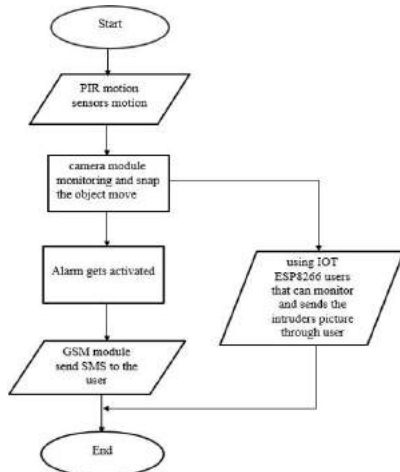 Start
PIR motion
sensors motion
camera module
monitoring and snap
the object move
Alarm gets activated
using IOT
ESP8266 users
that can monitor
and sends the
intruders picture
through user
GSM module
send SMS to the
user
End